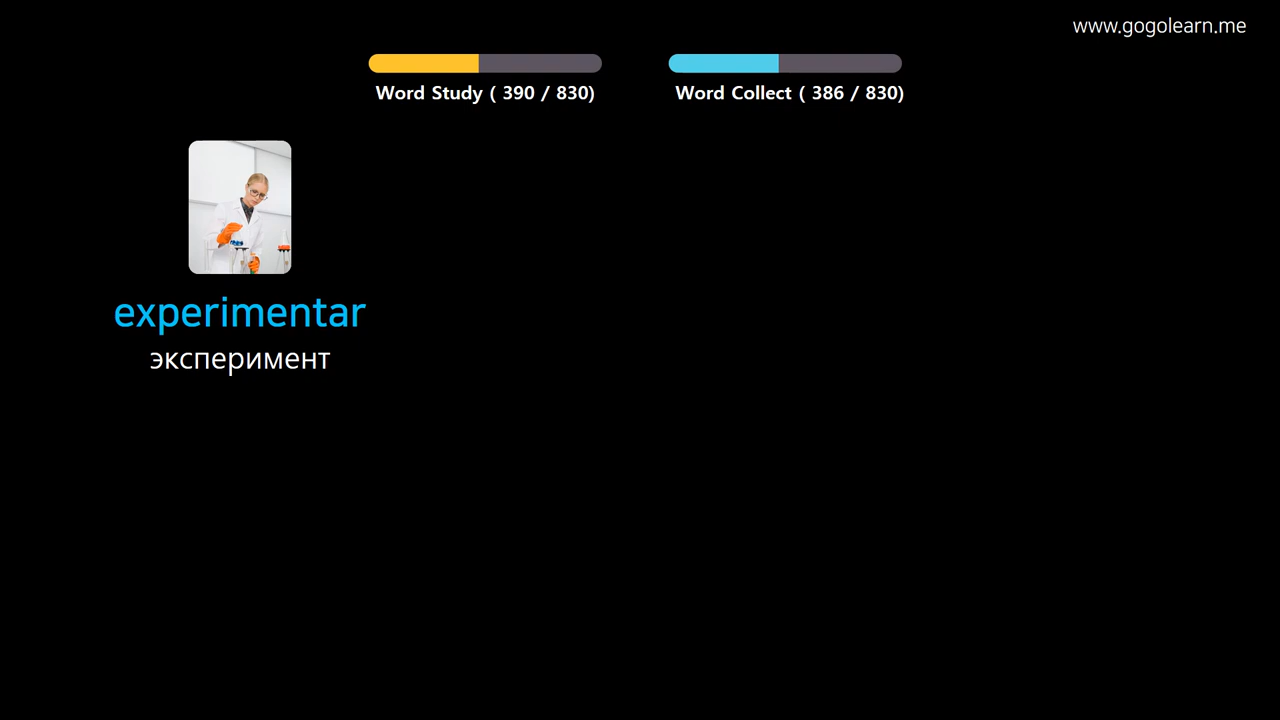 www.gogolearn.me
Word Study ( 390 / 830)
Word Collect ( 386 / 830)
experimentar
эксперимент